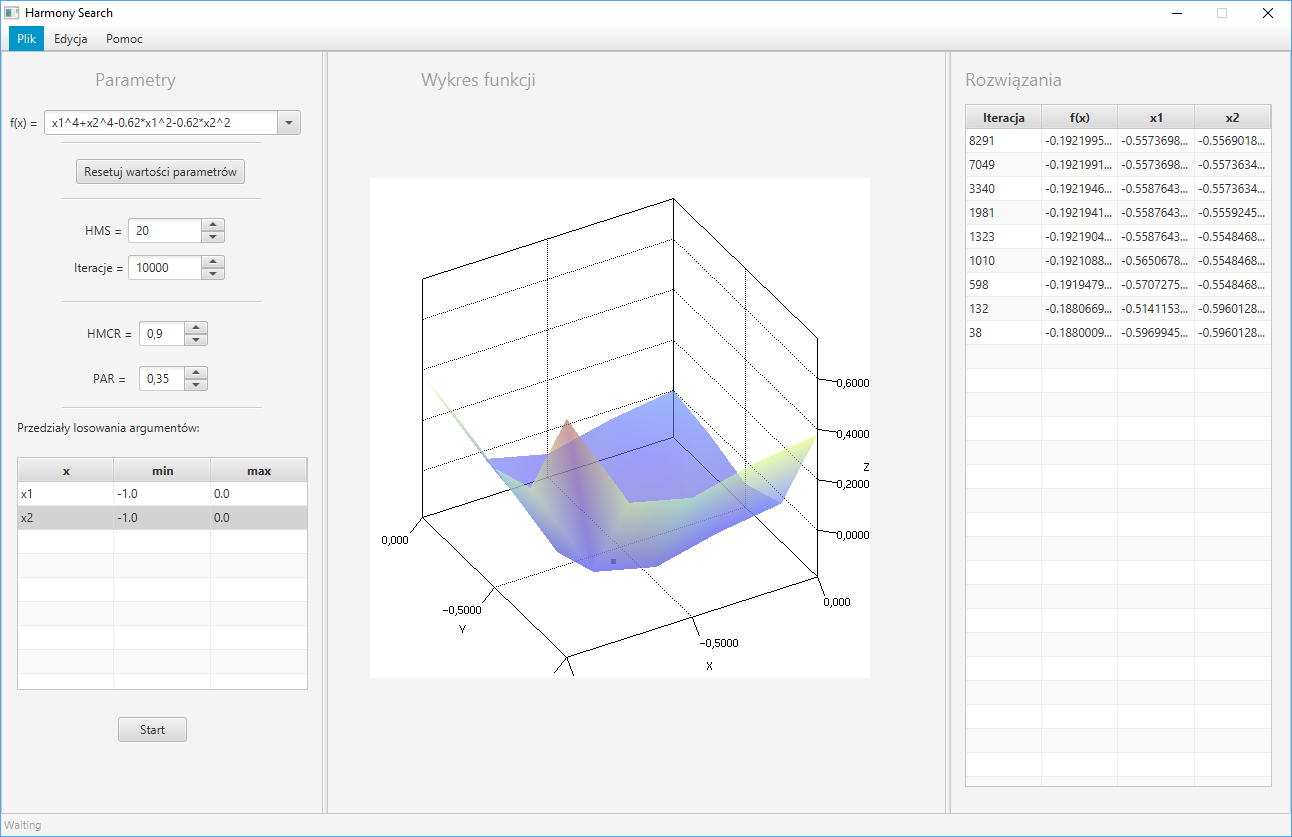 Harmony Search
Plik Edycja Pomoc
Parametry
f(x) = x1^4+x2^4-0.62*x1^2-0.62*x2^2
Resetuj wartości parametrów
HMS = 20
Iteracje = 10000
HMCR = 0,9
PAR = 0,35
Przedziały losowania argumentów:
x min max
x1 -1.0 0.0
x2 -1.0 0.0
Start
Wykres funkcji
0,6000
0,4000
Z
0,2000
0,0000
0,000
0,000
−0,5000
Y
−0,5000
X
Rozwiązania
Iteracja f(x) x1 x2
8291 -0.1921995... -0.5573698... -0.5569018...
7049 -0.1921991... -0.5573698... -0.5573634...
3340 -0.1921946... -0.5587643... -0.5573634...
1981 -0.1921941... -0.5587643... -0.5559245...
1323 -0.1921904... -0.5587643... -0.5548468...
1010 -0.1921088... -0.5650678... -0.5548468...
598 -0.1919479... -0.5707275... -0.5548468...
132 -0.1880669... -0.5141153... -0.5960128...
38 -0.1880009... -0.5969945... -0.5960128...
Waiting